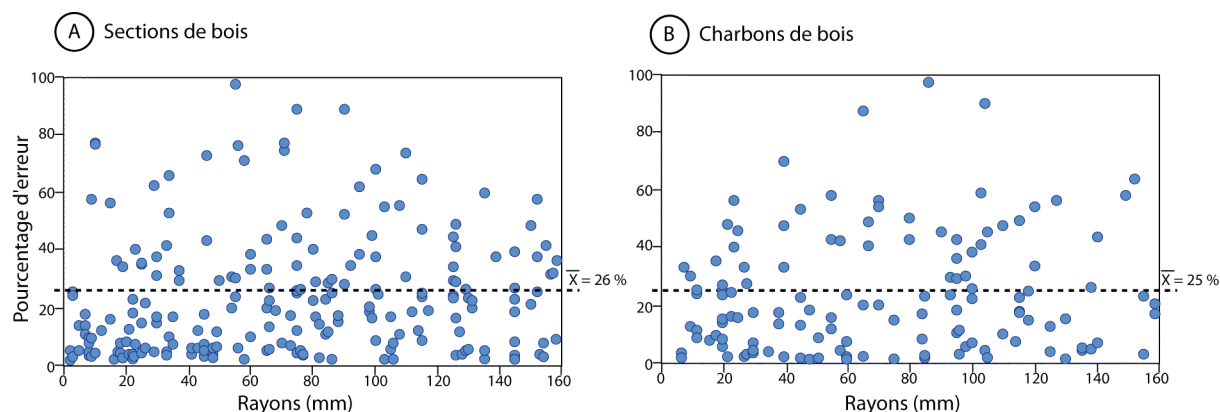 A Sections de bois
Pourcentage d'erreur
100
80
60
40
20
0
0 20 40 60 80 100 120 140 160
Rayons (mm)
X̅ = 26 %
B Charbons de bois
100
80
60
40
20
0
0 20 40 60 80 100 120 140 160
Rayons (mm)
X̅ = 25 %